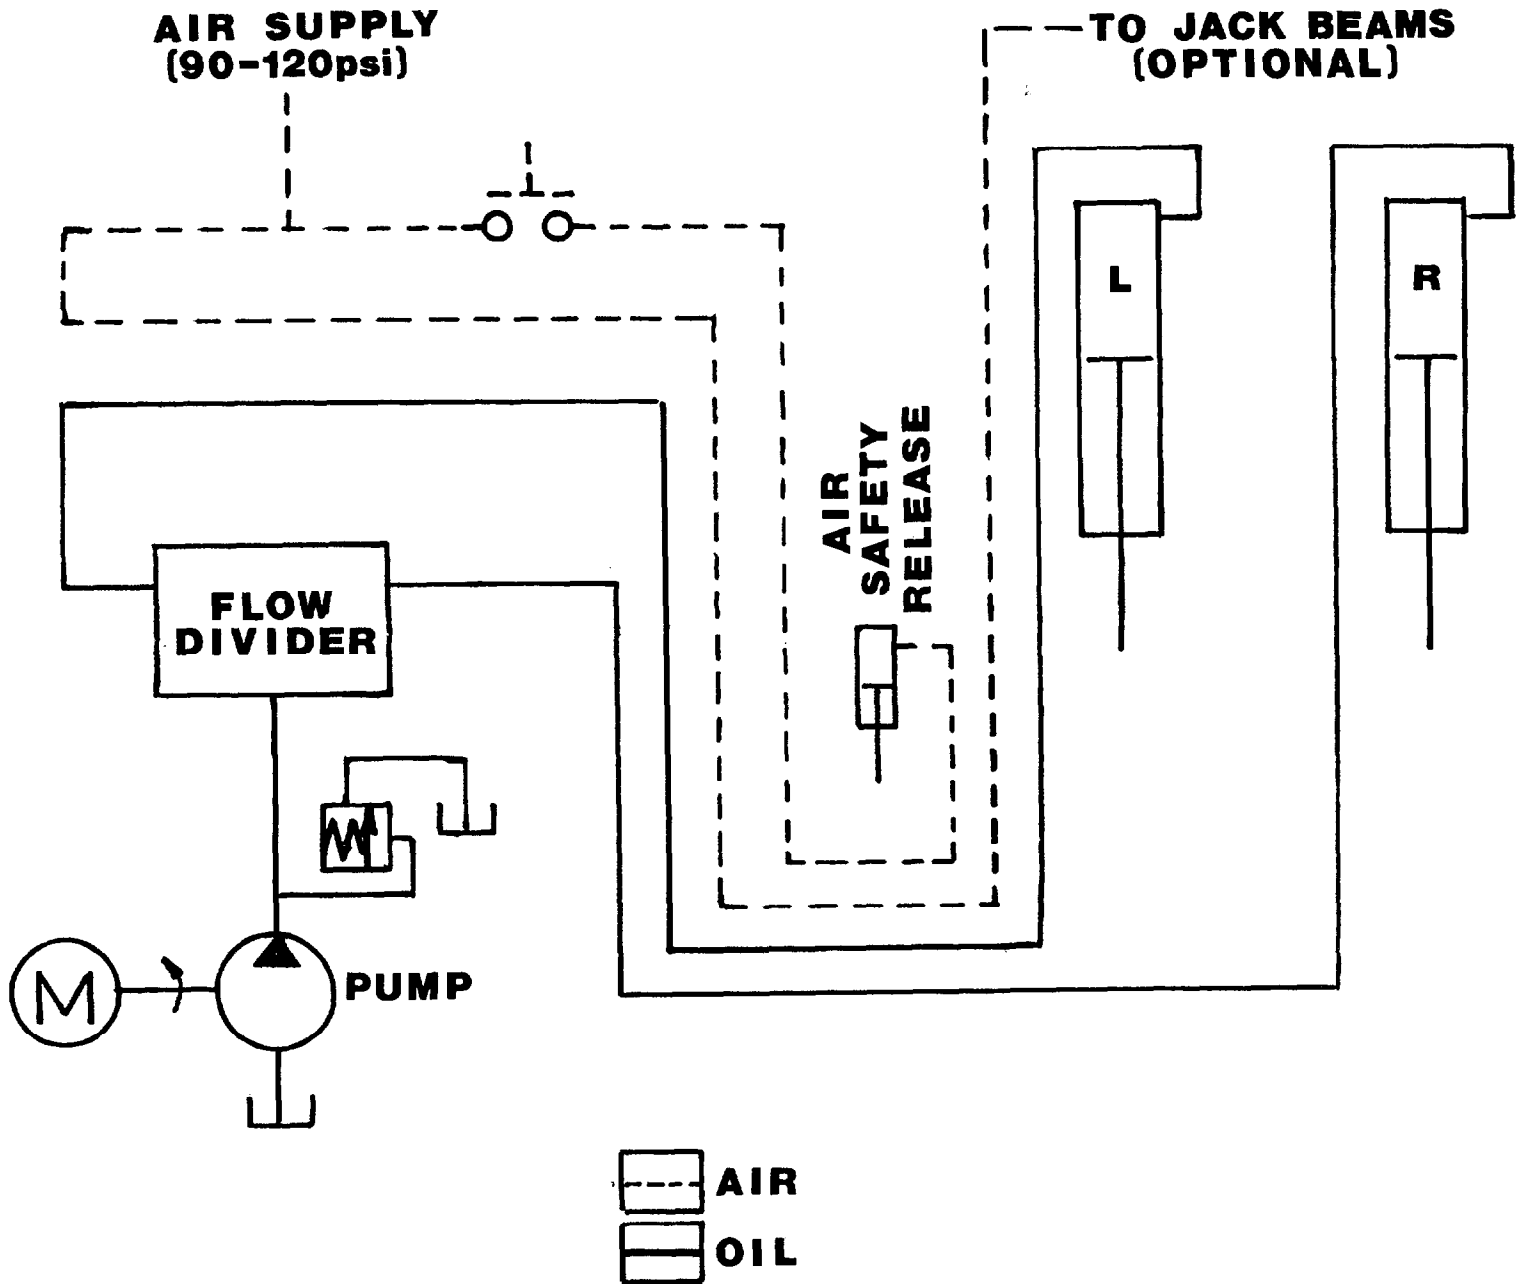 AIR SUPPLY
(90-120psi)
TO JACK BEAMS
(OPTIONAL)
L
R
AIR
SAFETY
RELEASE
FLOW
DIVIDER
M
PUMP
AIR
OIL